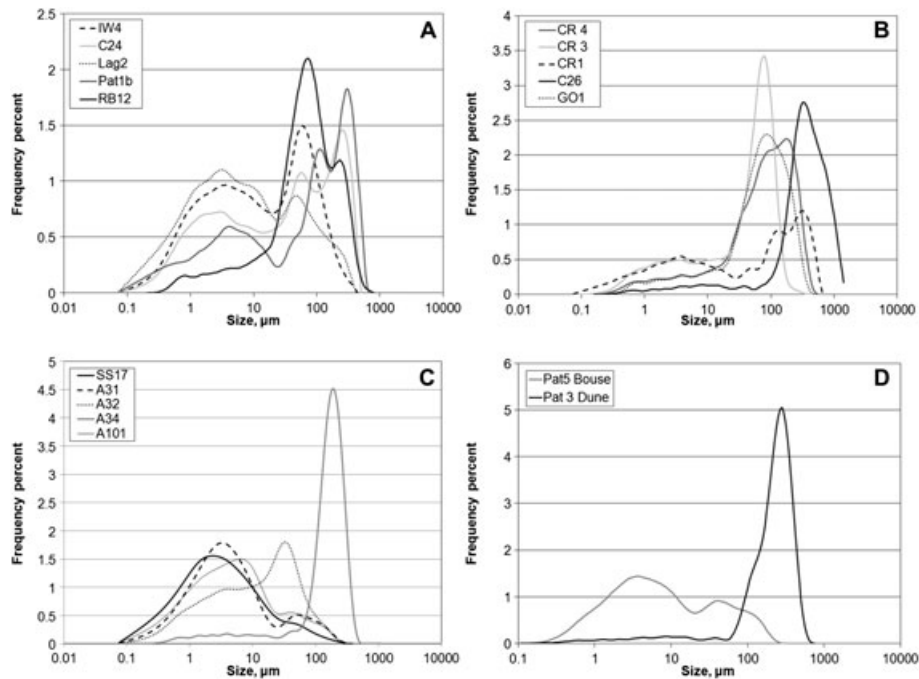 A
IW4
C24
Lag2
Pat1b
RB12
Frequency percent
2.5
2
1.5
1
0.5
0
0.01 0.1 1 10 100 1000 10000
Size, µm
B
CR 4
CR 3
CR1
C26
GO1
Frequency percent
4
3.5
3
2.5
2
1.5
1
0.5
0
0.01 0.1 1 10 100 1000 10000
Size, µm
C
SS17
A31
A32
A34
A101
Frequency percent
5
4.5
4
3.5
3
2.5
2
1.5
1
0.5
0
0.01 0.1 1 10 100 1000 10000
Size, µm
D
Pat5 Bouse
Pat 3 Dune
Frequency percent
6
5
4
3
2
1
0
0.1 1 10 100 1000 10000
Size, µm